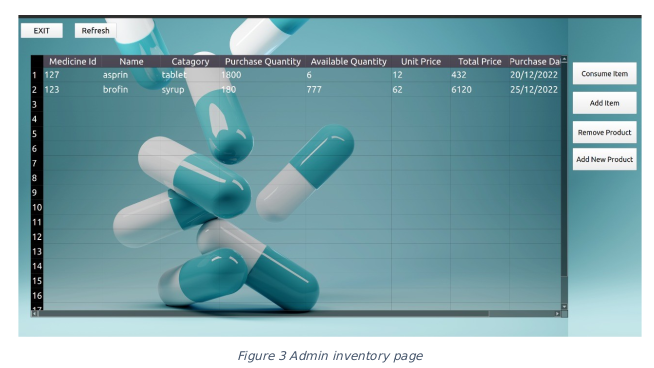 EXIT Refresh
Medicine Id Name Catagory Purchase Quantity Available Quantity Unit Price Total Price Purchase Da
1 127 asprin tablet 1800 6 12 432 20/12/2022
2 123 brofin syrup 180 777 62 6120 25/12/2022
3
4
5
6
7
8
9
10
11
12
13
14
15
16
17
Consume Item
Add Item
Remove Product
Add New Product
Figure 3 Admin inventory page